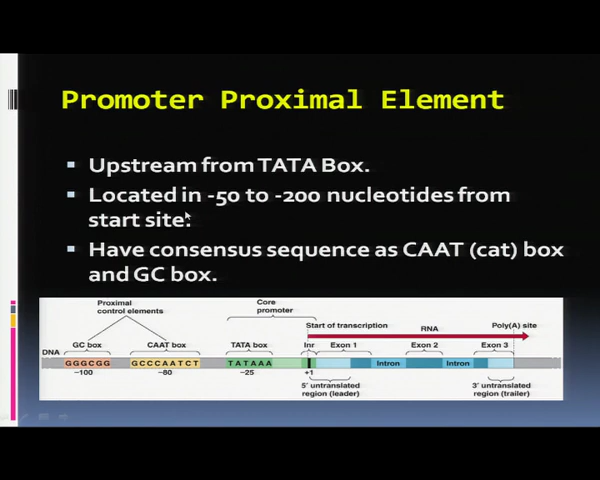 Promoter Proximal Element
Upstream from TATA Box.
Located in -50 to -200 nucleotides from
start site.
Have consensus sequence as CAAT (cat) box
and GC box.
Proximal
control elements
Core
promoter
Start of transcription
RNA
Poly(A) site
DNA
GC box
CAAT box
TATA box
Inr
Exon 1
Exon 2
Exon 3
GGGCGG
GCCCAATCT
TATAAA
Intron
Intron
–100
–80
–25
+1
5' untranslated
region (leader)
3' untranslated
region (trailer)